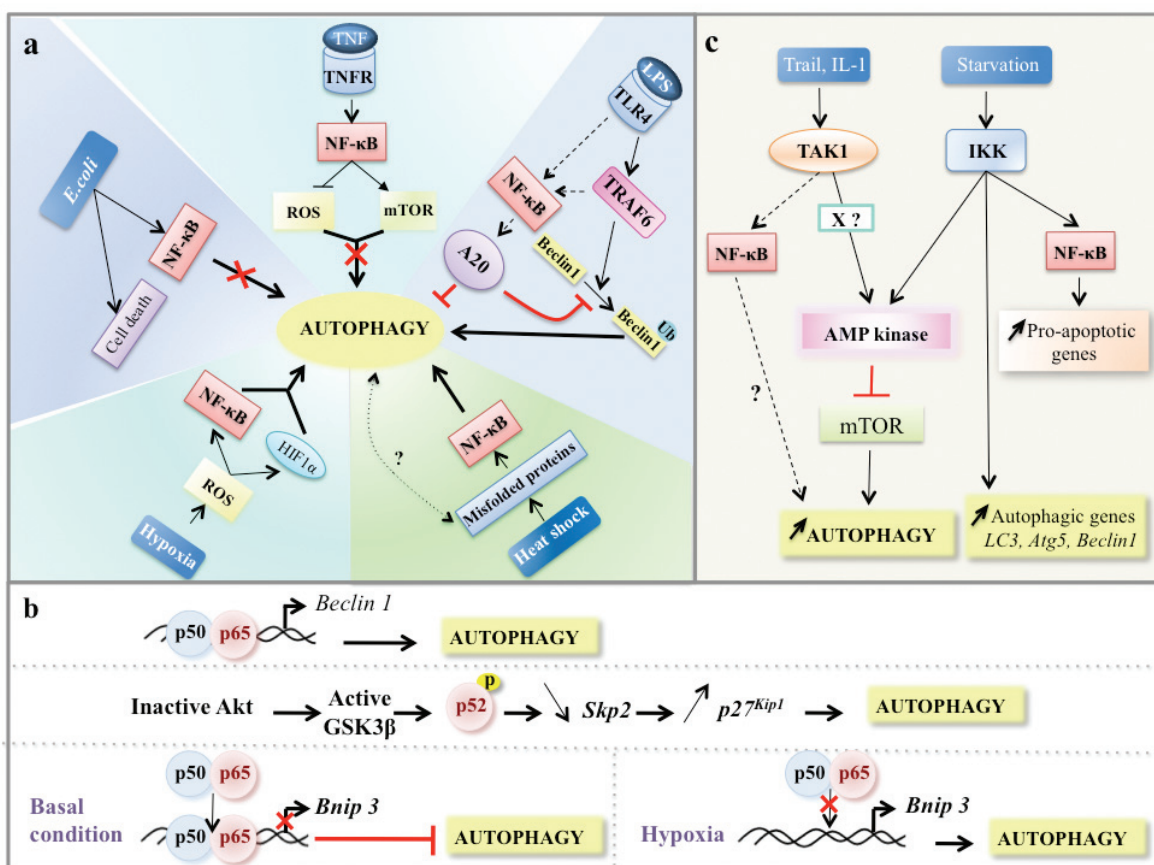 a
TNF
TNFR
NF-κB
ROS
mTOR
E.coli
NF-κB
Cell death
LPS
TLR4
NF-κB
TRAF6
A20
Beclin1
Beclin1
Ub
AUTOPHAGY
NF-κB
HIF1α
ROS
Hypoxia
?
NF-κB
Misfolded proteins
Heat shock
c
Trail, IL-1
Starvation
TAK1
IKK
X ?
NF-κB
NF-κB
AMP kinase
Pro-apoptotic
genes
?
mTOR
AUTOPHAGY
Autophagic genes
LC3, Atg5, Beclin1
b
p50 p65
Beclin 1
AUTOPHAGY
Inactive Akt
Active
GSK3β
p52
p
Skp2
p27Kip1
AUTOPHAGY
Basal
condition
p50 p65
p50 p65
Bnip 3
AUTOPHAGY
Hypoxia
p50 p65
Bnip 3
AUTOPHAGY